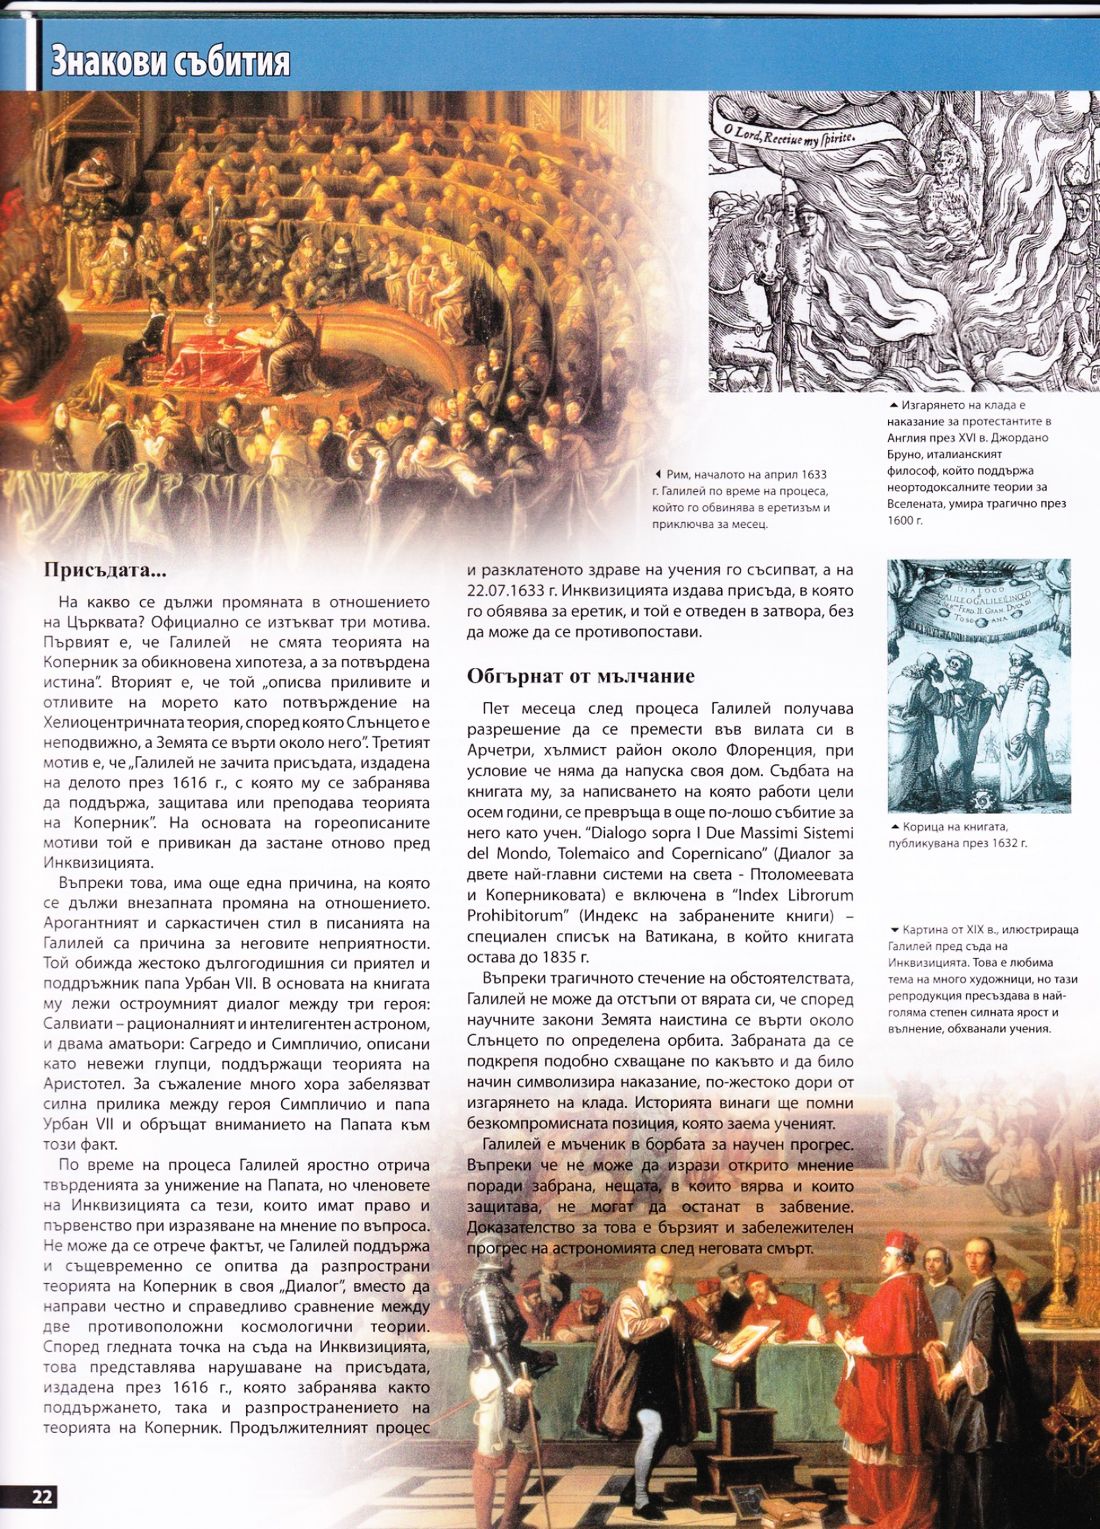 Знакови събития
O Lord, Receiue my spirite.
▲ Изгарянето на клада е
наказание за протестантите в
Англия през XVI в. Джордано
Бруно, италианският
философ, който поддържа
неортодоксалните теории за
Вселената, умира трагично през
1600 г.
◄ Рим, началото на април 1633
г. Галилей по време на процеса,
който го обвинява в еретизъм и
приключва за месец.
Присъдата...
На какво се дължи промяната в отношението
на Църквата? Официално се изтъкват три мотива.
Първият е, че Галилей не смята теорията на
Коперник за обикновена хипотеза, а за потвърдена
истина”. Вторият е, че той „описва приливите и
отливите на морето като потвърждение на
Хелиоцентричната теория, според която Слънцето е
неподвижно, а Земята се върти около него”. Третият
мотив е, че „Галилей не зачита присъдата, издадена
на делото през 1616 г., с която му се забранява
да поддържа, защитава или преподава теорията
на Коперник”. На основата на гореописаните
мотиви той е привикан да застане отново пред
Инквизицията.
Въпреки това, има още една причина, на която
се дължи внезапната промяна на отношението.
Арогантният и саркастичен стил в писанията на
Галилей са причина за неговите неприятности.
Той обижда жестоко дългогодишния си приятел и
поддръжник папа Урбан VII. В основата на книгата
му лежи остроумният диалог между три героя:
Салвиати – рационалният и интелигентен астроном,
и двама аматьори: Сагредо и Симпличио, описани
като невежи глупци, поддържащи теорията на
Аристотел. За съжаление много хора забелязват
силна прилика между героя Симпличио и папа
Урбан VII и обръщат вниманието на Папата към
този факт.
По време на процеса Галилей яростно отрича
твърденията за унижение на Папата, но членовете
на Инквизицията са тези, които имат право и
първенство при изразяване на мнение по въпроса.
Не може да се отрече фактът, че Галилей поддържа
и същевременно се опитва да разпространи
теорията на Коперник в своя „Диалог”, вместо да
направи честно и справедливо сравнение между
две противоположни космологични теории.
Според гледната точка на съда на Инквизицията,
това представлява нарушаване на присъдата,
издадена през 1616 г., която забранява както
поддържането, така и разпространението на
теорията на Коперник. Продължителният процес
и разклатеното здраве на учения го съсипват, а на
22.07.1633 г. Инквизицията издава присъда, в която
го обявява за еретик, и той е отведен в затвора, без
да може да се противопостави.
Обгърнат от мълчание
Пет месеца след процеса Галилей получава
разрешение да се премести във вилата си в
Арчетри, хълмист район около Флоренция, при
условие че няма да напуска своя дом. Съдбата на
книгата му, за написването на която работи цели
осем години, се превръща в още по-лошо събитие за
него като учен. “Dialogo sopra I Due Massimi Sistemi
del Mondo, Tolemaico and Copernicano” (Диалог за
двете най-главни системи на света - Птоломеевата
и Коперниковата) е включена в “Index Librorum
Prohibitorum” (Индекс на забранените книги) –
специален списък на Ватикана, в който книгата
остава до 1835 г.
Въпреки трагичното стечение на обстоятелствата,
Галилей не може да отстъпи от вярата си, че според
научните закони Земята наистина се върти около
Слънцето по определена орбита. Забраната да се
подкрепя подобно схващане по какъвто и да било
начин символизира наказание, по-жестоко дори от
изгарянето на клада. Историята винаги ще помни
безкомпромисната позиция, която заема ученият.
Галилей е мъченик в борбата за научен прогрес.
Въпреки че не може да изрази открито мнение
поради забрана, нещата, в които вярва и които
защитава, не могат да останат в забвение.
Доказателство за това е бързият и забележителен
прогрес на астрономията след неговата смърт.
DIALOGO
GALILEO GALILEI LINCEO
FERD. II. GRAN. DVCA DI
TOSCANA
▲ Корица на книгата,
публикувана през 1632 г.
▼ Картина от XIX в., илюстрираща
Галилей пред съда на
Инквизицията. Това е любима
тема на много художници, но тази
репродукция пресъздава в най-
голяма степен силната ярост и
вълнение, обхванали учения.
22